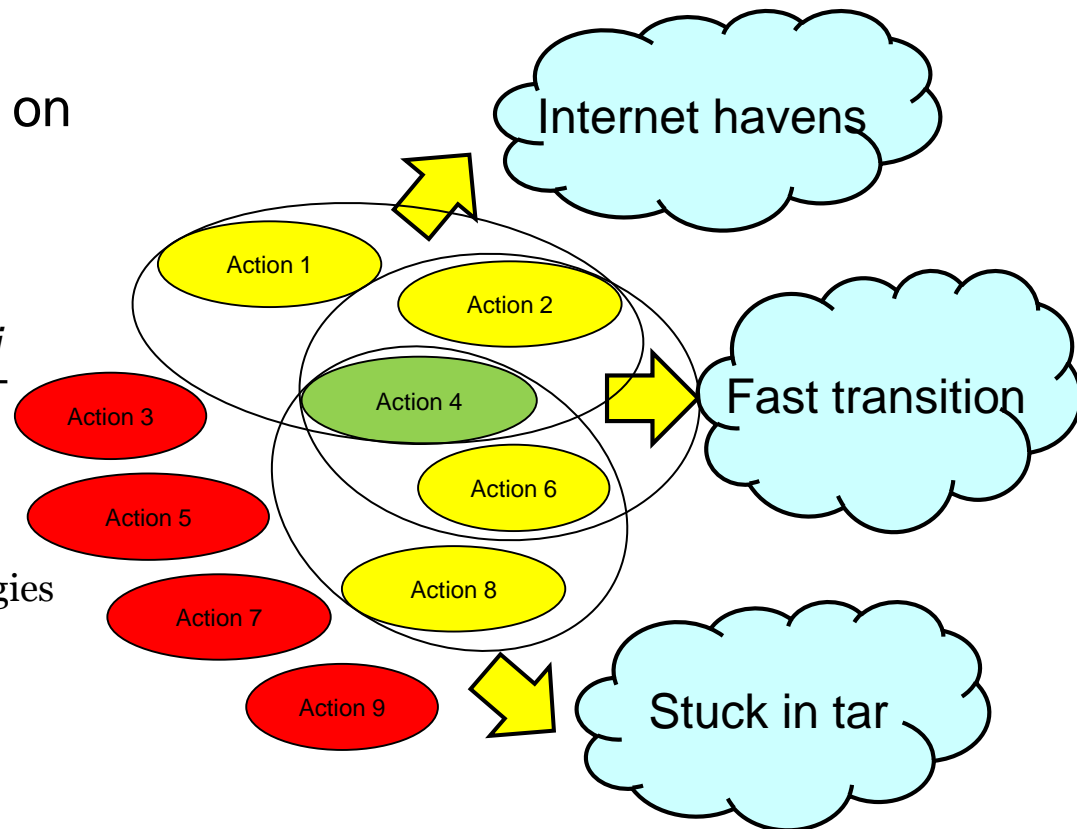 on
Internet havens
Action 1
Action 2
i
Fast transition
Action 4
Action 3
Action 6
Action 5
gies
Action 8
Action 7
Action 9
Stuck in tar